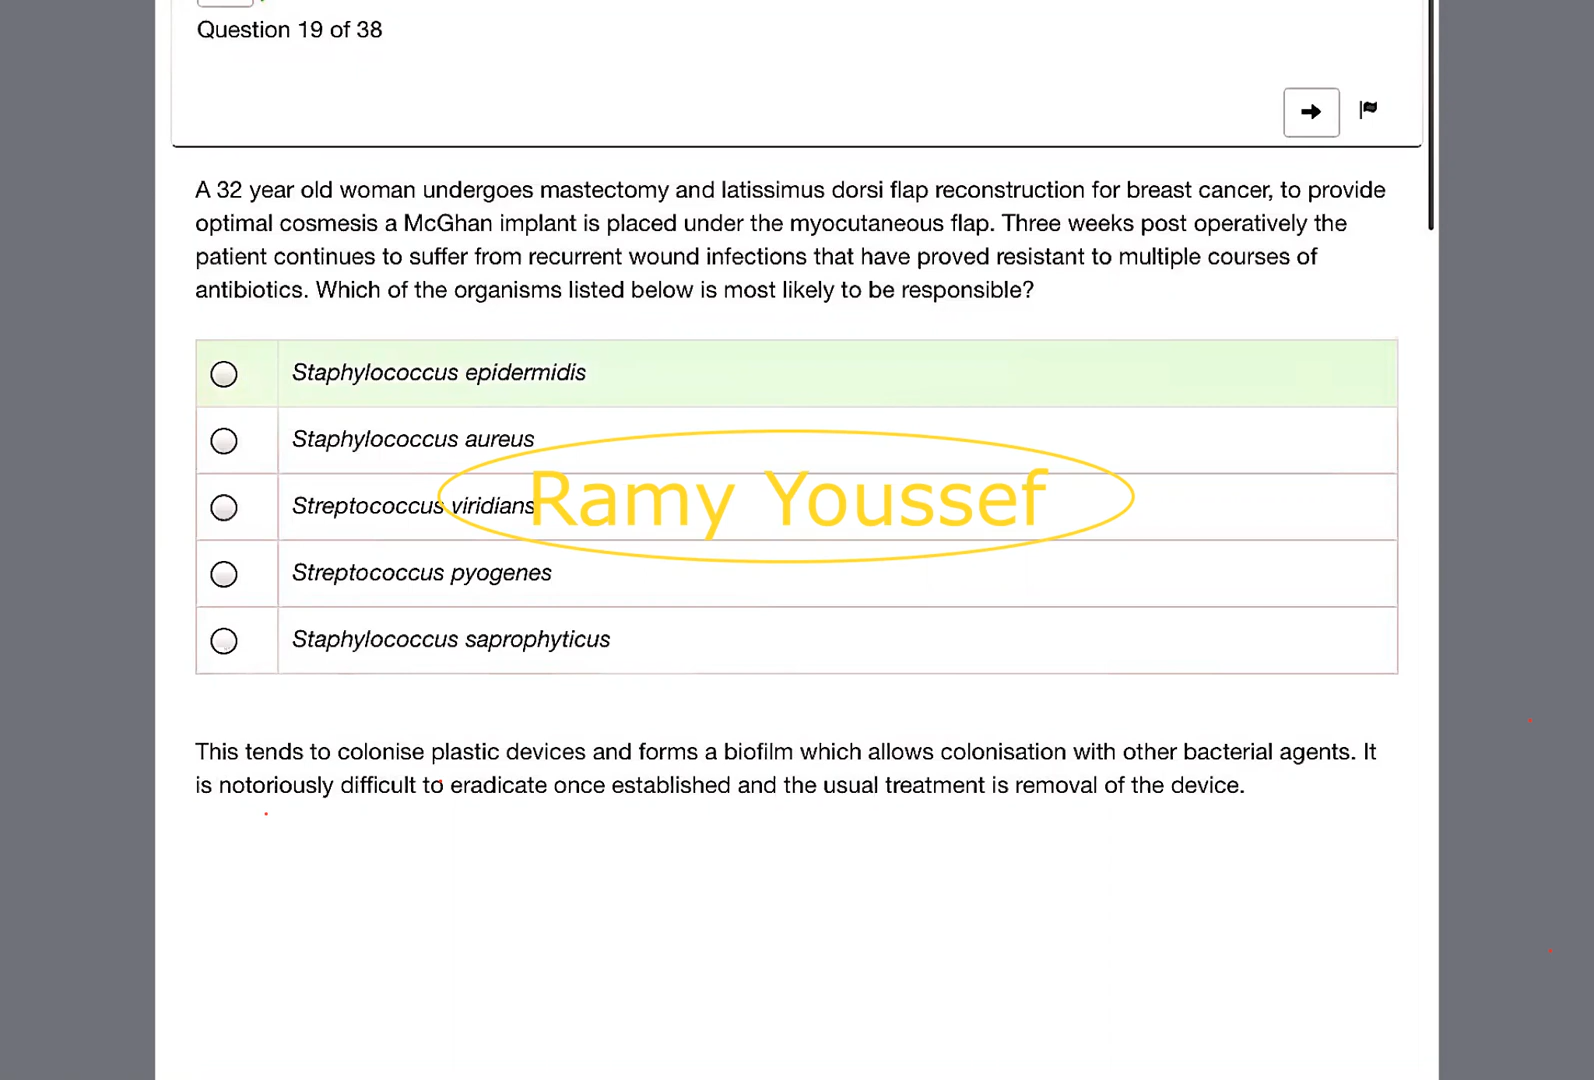 Question 19 of 38
A 32 year old woman undergoes mastectomy and latissimus dorsi flap reconstruction for breast cancer, to provide
optimal cosmesis a McGhan implant is placed under the myocutaneous flap. Three weeks post operatively the
patient continues to suffer from recurrent wound infections that have proved resistant to multiple courses of
antibiotics. Which of the organisms listed below is most likely to be responsible?
Staphylococcus epidermidis
Staphylococcus aureus
Streptococcus viridians
Ramy Youssef
Streptococcus pyogenes
Staphylococcus saprophyticus
This tends to colonise plastic devices and forms a biofilm which allows colonisation with other bacterial agents. It
is notoriously difficult to eradicate once established and the usual treatment is removal of the device.